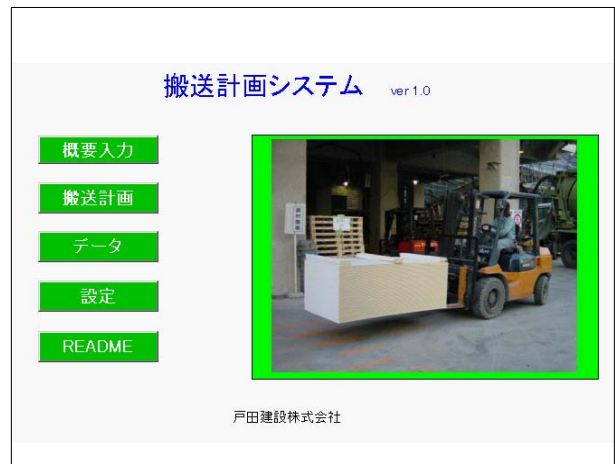 搬送計画システム ver 1.0
概要入力
搬送計画
データ
設定
README
戸田建設株式会社